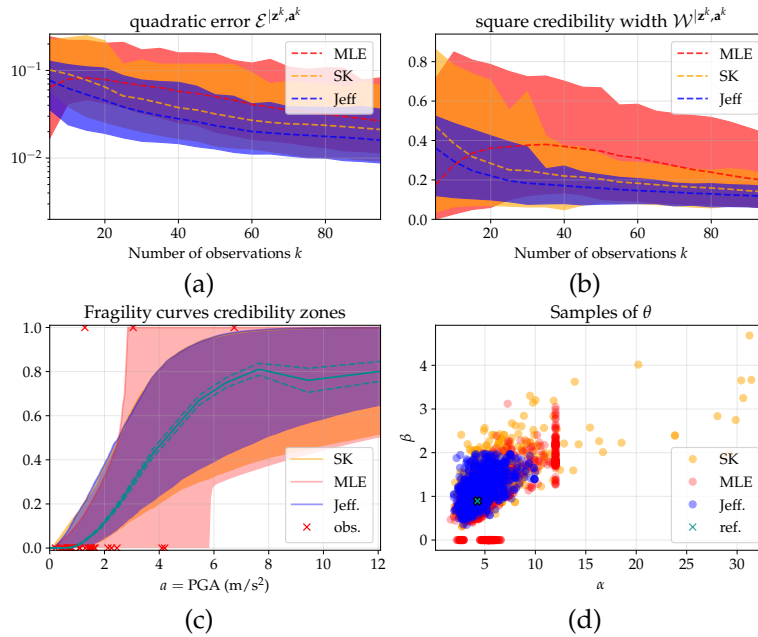 quadratic error ℰ^{|𝐳^k,𝐚^k}
10^{−1}
10^{−2}
MLE
SK
Jeff
20 40 60 80
Number of observations k
(a)
square credibility width 𝒲^{|𝐳^k,𝐚^k}
0.8
0.6
0.4
0.2
0.0
MLE
SK
Jeff
20 40 60 80
Number of observations k
(b)
Fragility curves credibility zones
1.0
0.8
0.6
0.4
0.2
0.0
SK
MLE
Jeff.
obs.
0 2 4 6 8 10 12
a = PGA (m/s²)
(c)
Samples of θ
4
3
2
1
0
β
SK
MLE
Jeff.
ref.
5 10 15 20 25 30
α
(d)